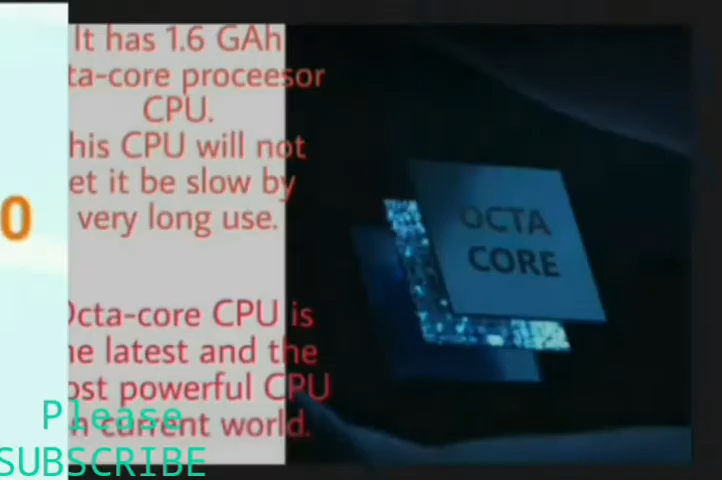 It has 1.6 GAh
ta-core proceesor
CPU.
his CPU will not
et it be slow by
very long use.
0
OCTA
CORE
Octa-core CPU is
he latest and the
ost powerful CPU
n current world.
Please
SUBSCRIBE